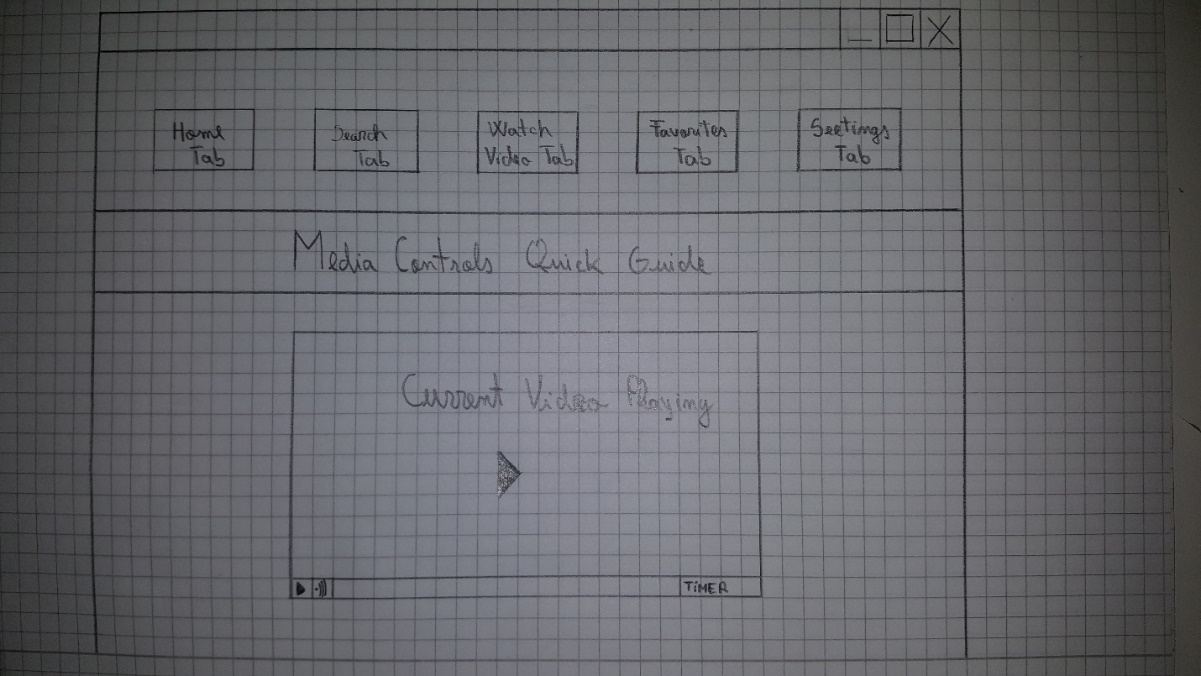 Home
Tab
Search
Tab
Watch
Video Tab
Favorites
Tab
Seetings
Tab
Media Controls Quick Guide
Current Video Playing
TIMER